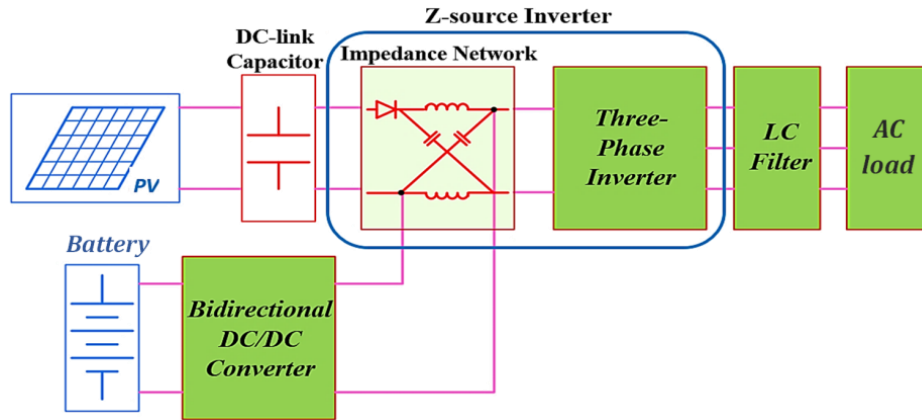 Z-source Inverter
DC-link
Capacitor
Impedance Network
PV
Three-
Phase
Inverter
LC
Filter
AC
load
Battery
Bidirectional
DC/DC
Converter